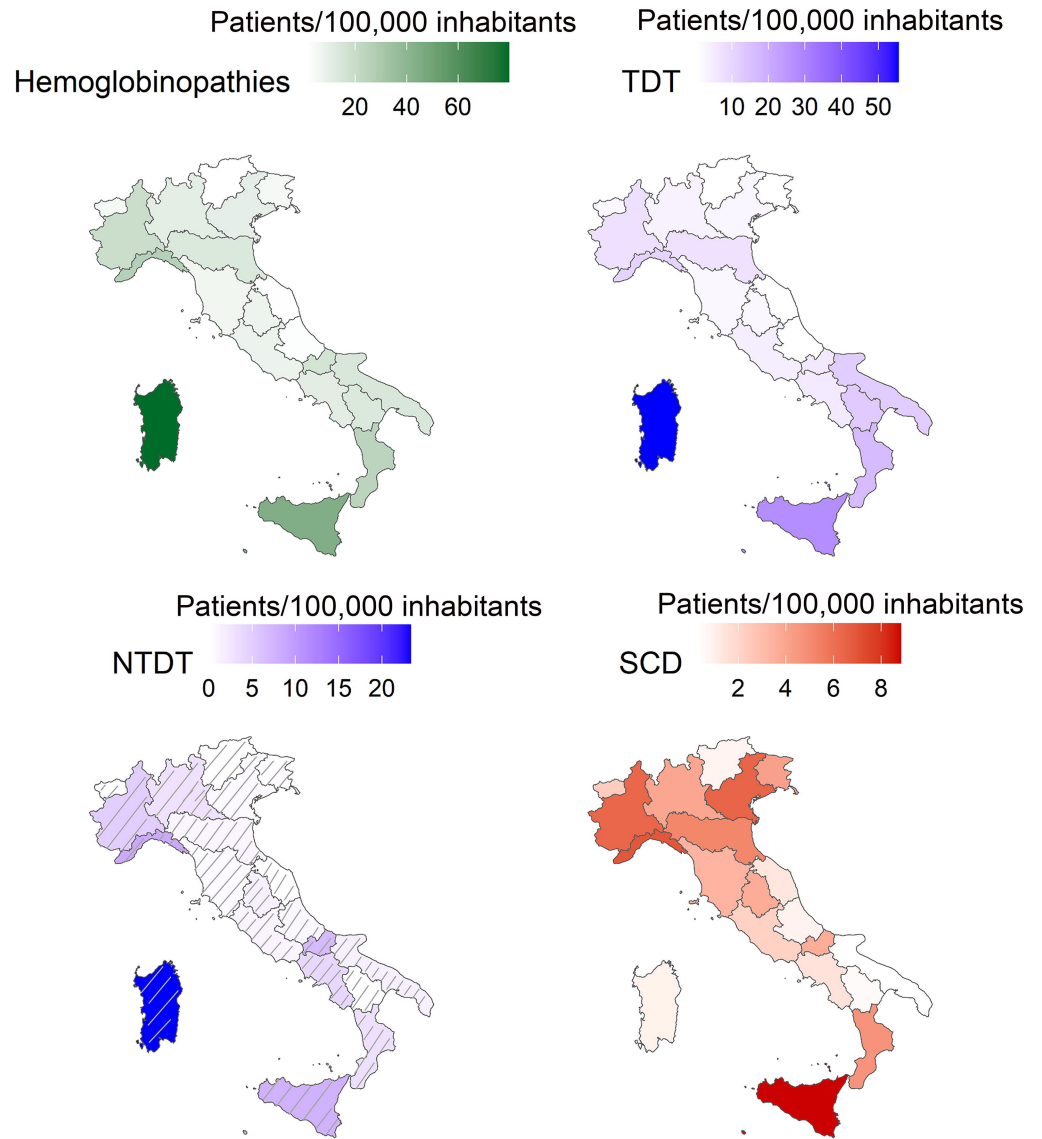 Patients/100,000 inhabitants
Hemoglobinopathies
20 40 60
Patients/100,000 inhabitants
TDT
10 20 30 40 50
Patients/100,000 inhabitants
NTDT
0 5 10 15 20
Patients/100,000 inhabitants
SCD
2 4 6 8